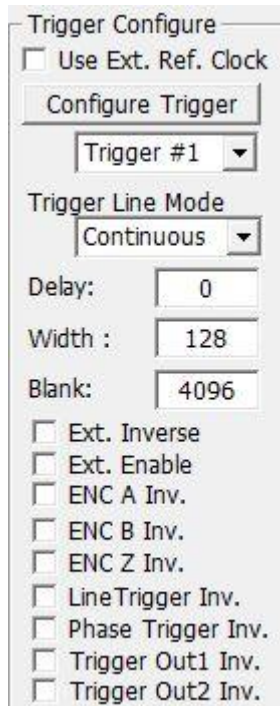 Trigger Configure
Use Ext. Ref. Clock
Configure Trigger
Trigger #1
Trigger Line Mode
Continuous
Delay: 0
Width : 128
Blank: 4096
Ext. Inverse
Ext. Enable
ENC A Inv.
ENC B Inv.
ENC Z Inv.
LineTrigger Inv.
Phase Trigger Inv.
Trigger Out1 Inv.
Trigger Out2 Inv.